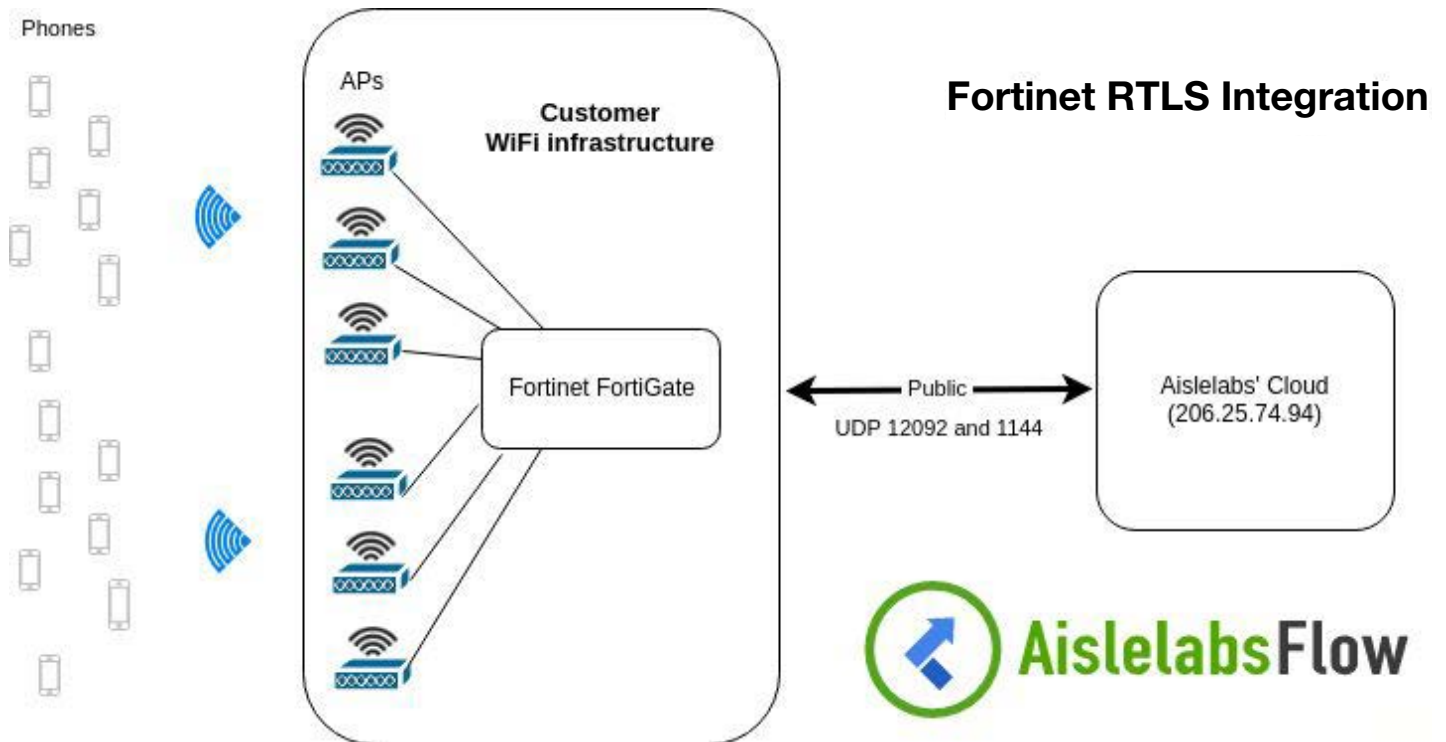 Phones
APs
Customer
WiFi infrastructure
Fortinet RTLS Integration
Fortinet FortiGate
Public
UDP 12092 and 1144
Aislelabs' Cloud
(206.25.74.94)
AislelabsFlow